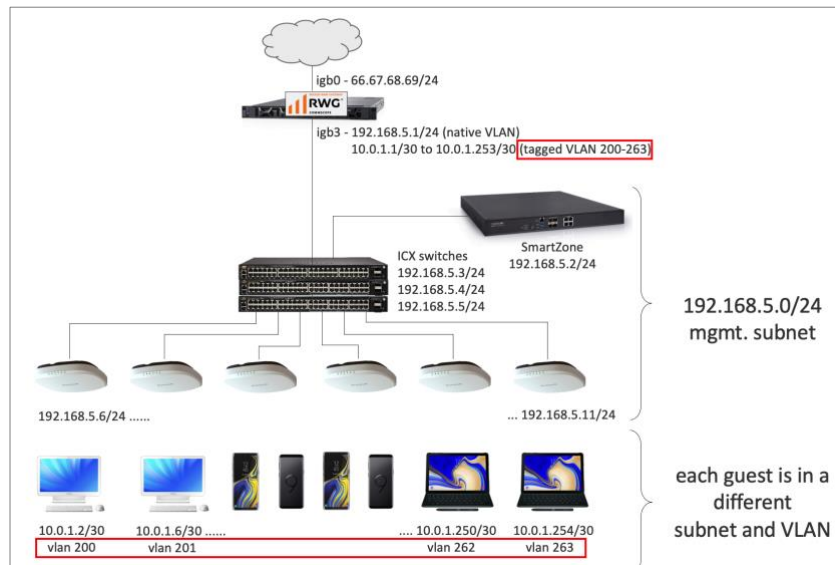 igb0 - 66.67.68.69/24
RWG
igb3 - 192.168.5.1/24 (native VLAN)
10.0.1.1/30 to 10.0.1.253/30 (tagged VLAN 200-263)
SmartZone
192.168.5.2/24
ICX switches
192.168.5.3/24
192.168.5.4/24
192.168.5.5/24
192.168.5.0/24
mgmt. subnet
192.168.5.6/24 ......
... 192.168.5.11/24
each guest is in a
different
subnet and VLAN
10.0.1.2/30
10.0.1.6/30 ......
.... 10.0.1.250/30
10.0.1.254/30
vlan 200
vlan 201
vlan 262
vlan 263